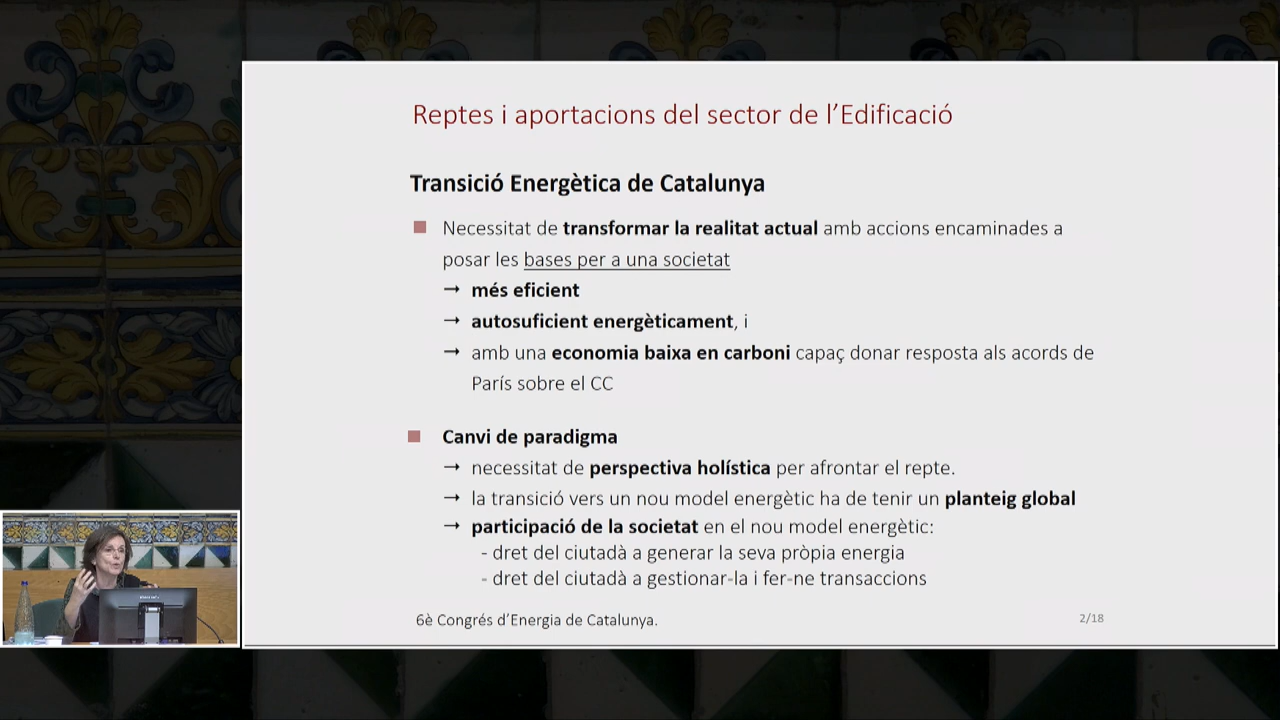 Reptes i aportacions del sector de l’Edificació
Transició Energètica de Catalunya
Necessitat de transformar la realitat actual amb accions encaminades a
posar les bases per a una societat
→ més eficient
→ autosuficient energèticament, i
→ amb una economia baixa en carboni capaç donar resposta als acords de
París sobre el CC
Canvi de paradigma
→ necessitat de perspectiva holística per afrontar el repte.
→ la transició vers un nou model energètic ha de tenir un planteig global
→ participació de la societat en el nou model energètic:
- dret del ciutadà a generar la seva pròpia energia
- dret del ciutadà a gestionar-la i fer-ne transaccions
6è Congrés d’Energia de Catalunya.
2/18